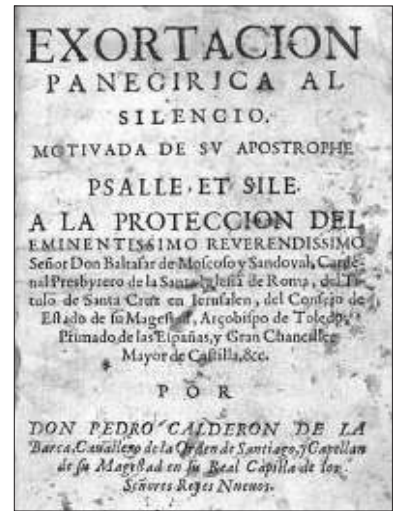 EXORTACION
PANEGIRICA AL
SILENCIO.
MOTIVADA DE SV APOSTROPHE
PSALLE, ET SILE.
A LA PROTECCION DEL
EMINENTISSIMO REVERENDISSIMO
Señor Don Baltasar de Moscoso y Sandoval, Carde-
nal Presbytero de la Santa Iglesia de Roma, del Ti-
tulo de Santa Cruz en Ierusalen, del Consejo de
Estado de su Magestad, Arçobispo de Toledo,
Primado de las Españas, y Gran Chanciller
Mayor de Castilla, &c.
POR
DON PEDRO CALDERON DE LA
Barca, Cauallero de la Orden de Santiago, y Capellan
de su Magestad en su Real Capilla de los
Señores Reyes Nueuos.